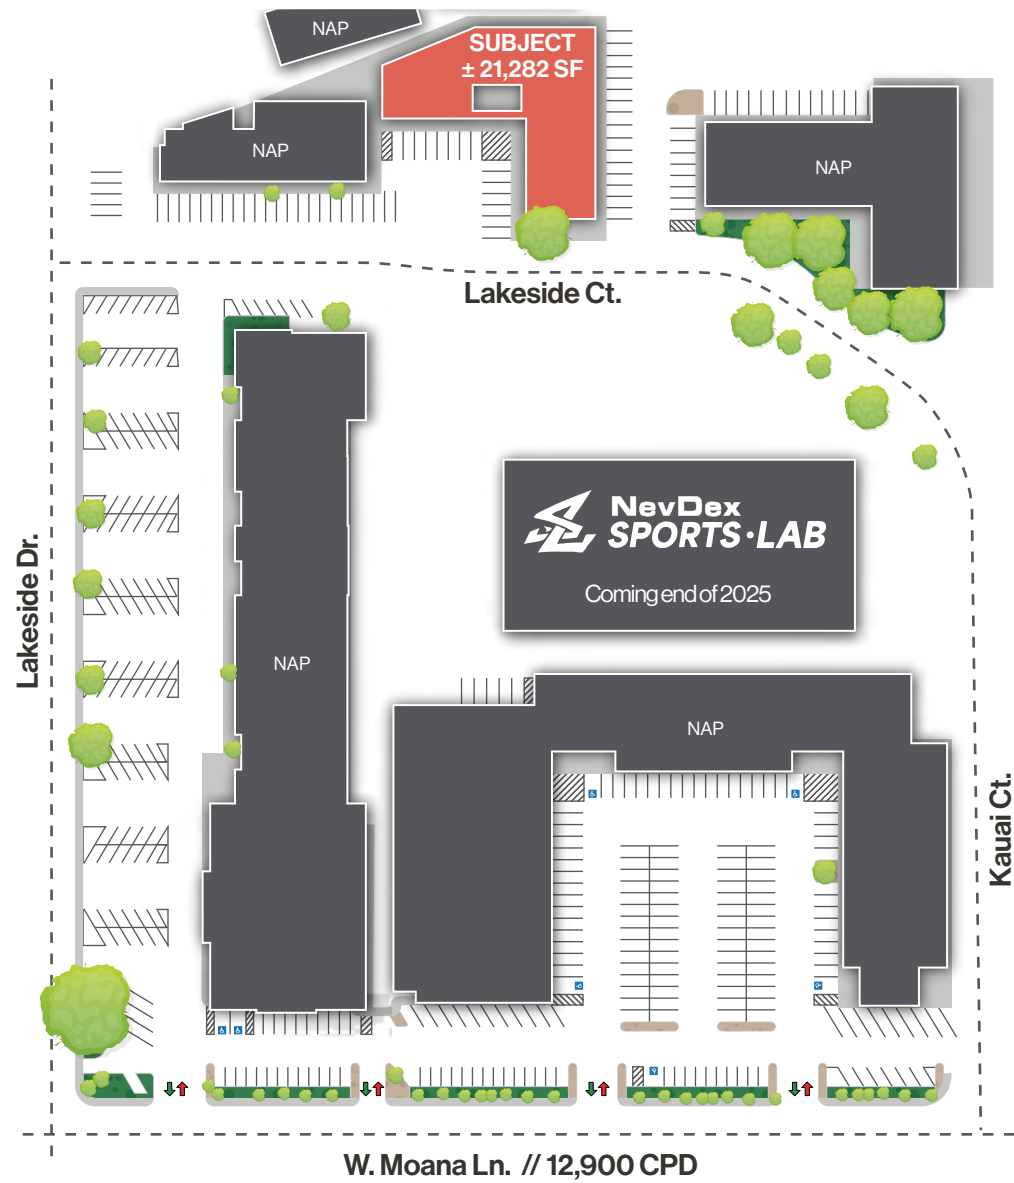 NAP
SUBJECT
± 21,282 SF
NAP
NAP
Lakeside Ct.
NevDex
SPORTS·LAB
Coming end of 2025
Lakeside Dr.
NAP
NAP
Kauai Ct.
W. Moana Ln. // 12,900 CPD